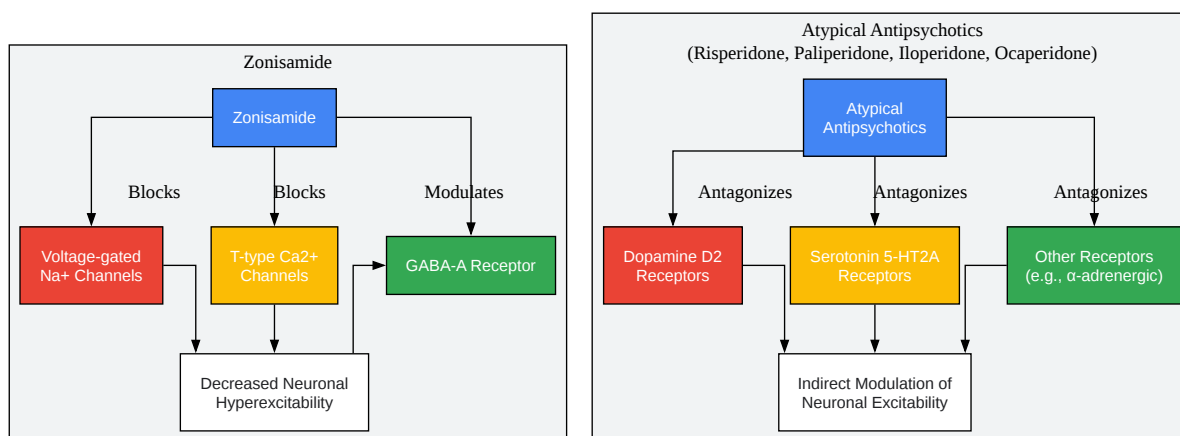 Zonisamide
Zonisamide
Blocks
Blocks
Modulates
Voltage-gated
Na+ Channels
T-type Ca2+
Channels
GABA-A Receptor
Decreased Neuronal
Hyperexcitability
Atypical Antipsychotics
(Risperidone, Paliperidone, Iloperidone, Ocaperidone)
Atypical
Antipsychotics
Antagonizes
Antagonizes
Antagonizes
Dopamine D2
Receptors
Serotonin 5-HT2A
Receptors
Other Receptors
(e.g., α-adrenergic)
Indirect Modulation of
Neuronal Excitability